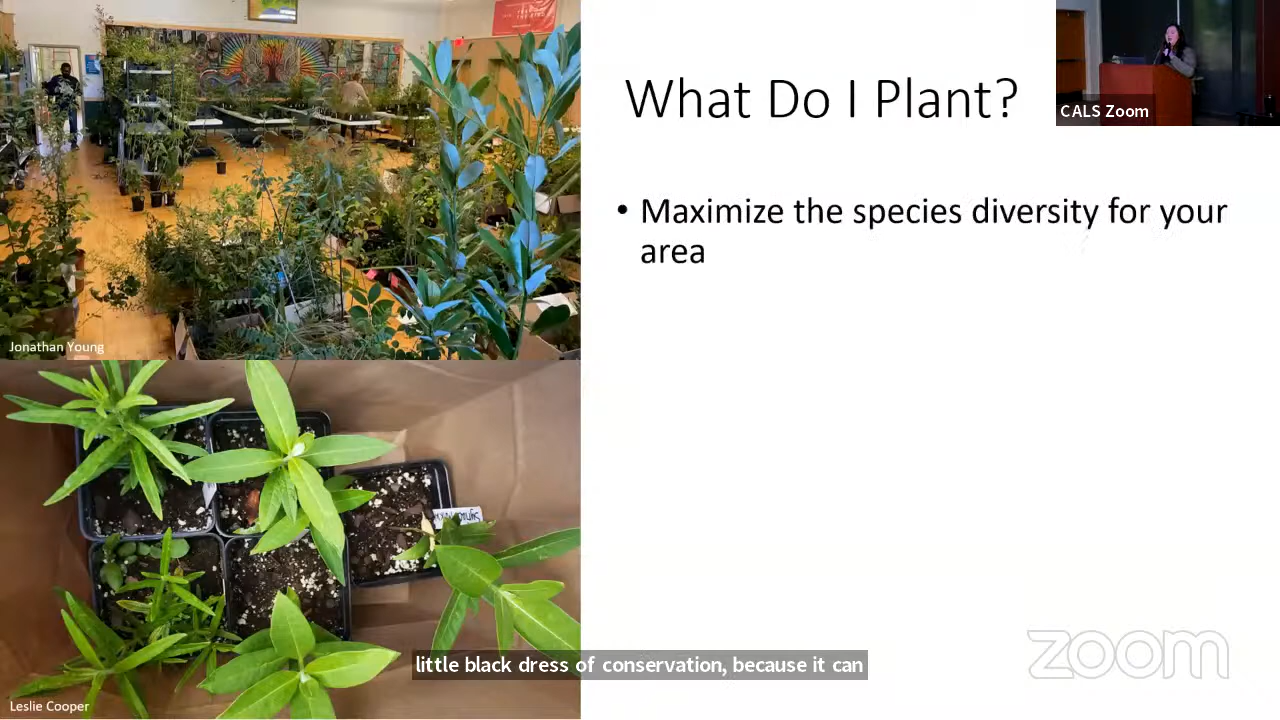 What Do I Plant?
CALS Zoom
• Maximize the species diversity for your
area
Jonathan Young
little black dress of conservation, because it can
zoom
Leslie Cooper